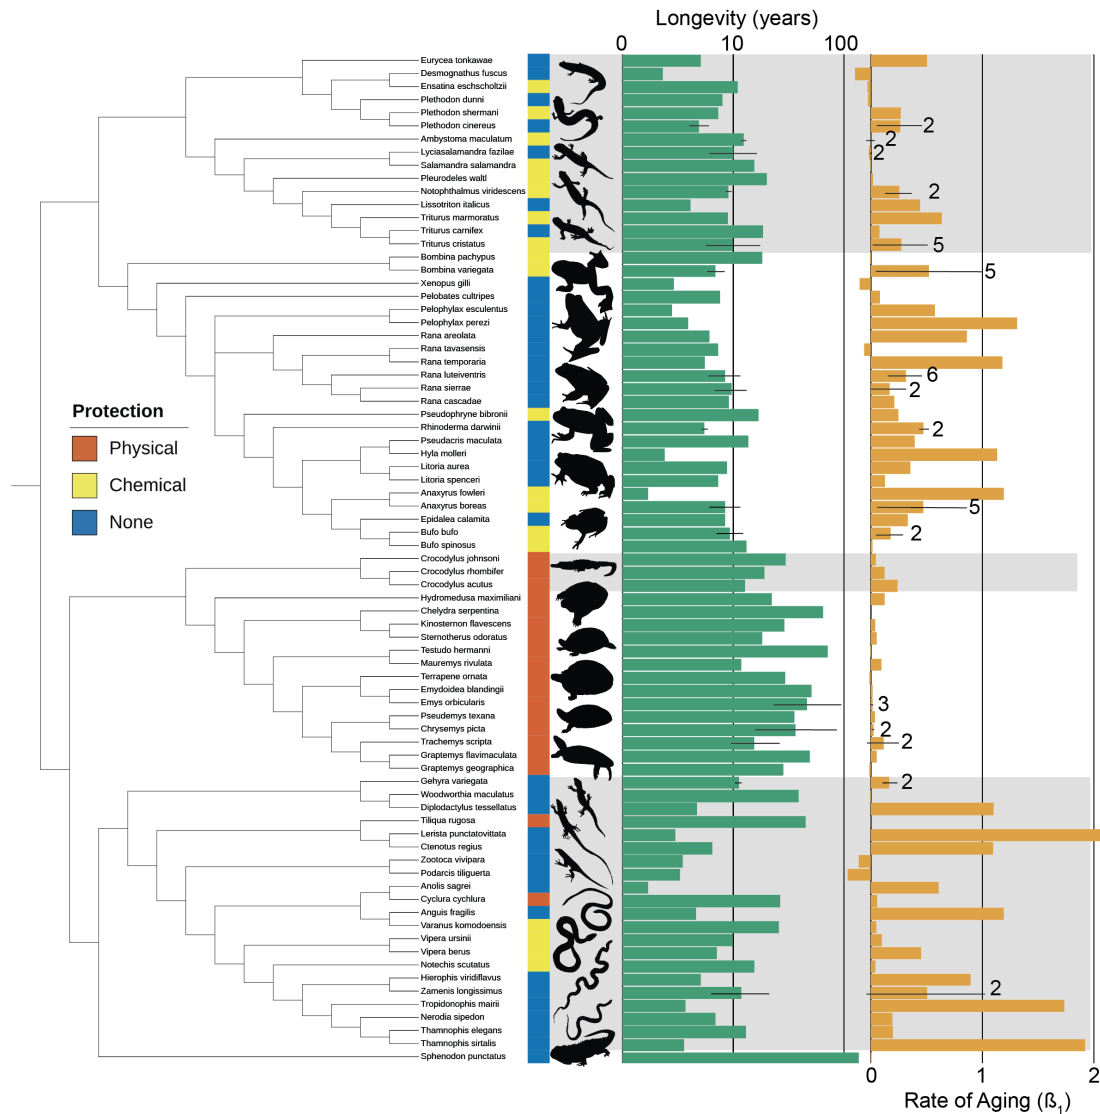 Longevity (years)
0 10 100
Eurycea tonkawae
Desmognathus fuscus
Ensatina eschscholtzii
Plethodon dunni
Plethodon shermani
Plethodon cinereus 2
Ambystoma maculatum 2
Lyciasalamandra fazilae 2
Salamandra salamandra
Pleurodeles waltl
Notophthalmus viridescens 2
Lissotriton italicus
Triturus marmoratus
Triturus carnifex
Triturus cristatus 5
Bombina pachypus
Bombina variegata 5
Xenopus gilli
Pelobates cultripes
Pelophylax esculentus
Pelophylax perezi
Rana areolata
Rana tavasensis
Rana temporaria
Rana luteiventris 6
Rana sierrae 2
Rana cascadae
Pseudophryne bibronii
Rhinoderma darwinii 2
Pseudacris maculata
Hyla molleri
Litoria aurea
Litoria spenceri
Anaxyrus fowleri
Anaxyrus boreas 5
Epidalea calamita
Bufo bufo 2
Bufo spinosus
Crocodylus johnsoni
Crocodylus rhombifer
Crocodylus acutus
Hydromedusa maximiliani
Chelydra serpentina
Kinosternon flavescens
Sternotherus odoratus
Testudo hermanni
Mauremys rivulata
Terrapene ornata
Emydoidea blandingii
Emys orbicularis 3
Pseudemys texana
Chrysemys picta 2
Trachemys scripta 2
Graptemys flavimaculata
Graptemys geographica
Gehyra variegata 2
Woodworthia maculatus
Diplodactylus tessellatus
Tiliqua rugosa
Lerista punctatovittata
Ctenotus regius
Zootoca vivipara
Podarcis tiliguerta
Anolis sagrei
Cyclura cychlura
Anguis fragilis
Varanus komodoensis
Vipera ursinii
Vipera berus
Notechis scutatus
Hierophis viridiflavus
Zamenis longissimus 2
Tropidonophis mairii
Nerodia sipedon
Thamnophis elegans
Thamnophis sirtalis
Sphenodon punctatus
Protection
Physical
Chemical
None
0 1 2
Rate of Aging (ß₁)